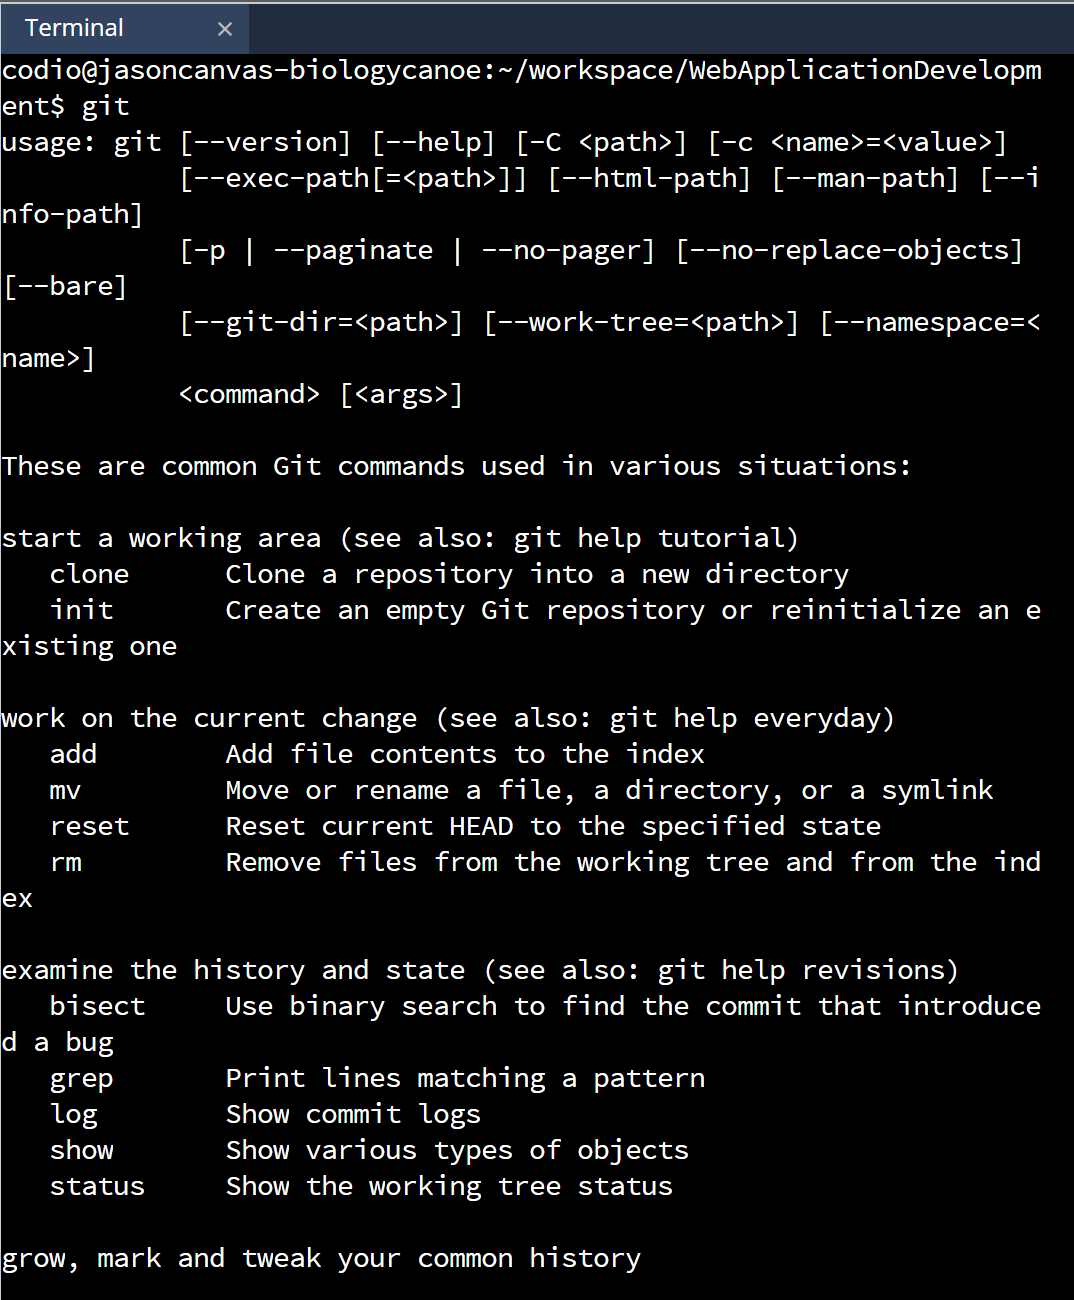 Terminal ×
codio@jasoncanvas-biologycanoe:~/workspace/WebApplicationDevelopm
ent$ git
usage: git [--version] [--help] [-C <path>] [-c <name>=<value>]
           [--exec-path[=<path>]] [--html-path] [--man-path] [--i
nfo-path]
           [-p | --paginate | --no-pager] [--no-replace-objects]
[--bare]
           [--git-dir=<path>] [--work-tree=<path>] [--namespace=<
name>]
           <command> [<args>]

These are common Git commands used in various situations:

start a working area (see also: git help tutorial)
   clone      Clone a repository into a new directory
   init       Create an empty Git repository or reinitialize an e
xisting one

work on the current change (see also: git help everyday)
   add        Add file contents to the index
   mv         Move or rename a file, a directory, or a symlink
   reset      Reset current HEAD to the specified state
   rm         Remove files from the working tree and from the ind
ex

examine the history and state (see also: git help revisions)
   bisect     Use binary search to find the commit that introduce
d a bug
   grep       Print lines matching a pattern
   log        Show commit logs
   show       Show various types of objects
   status     Show the working tree status

grow, mark and tweak your common history